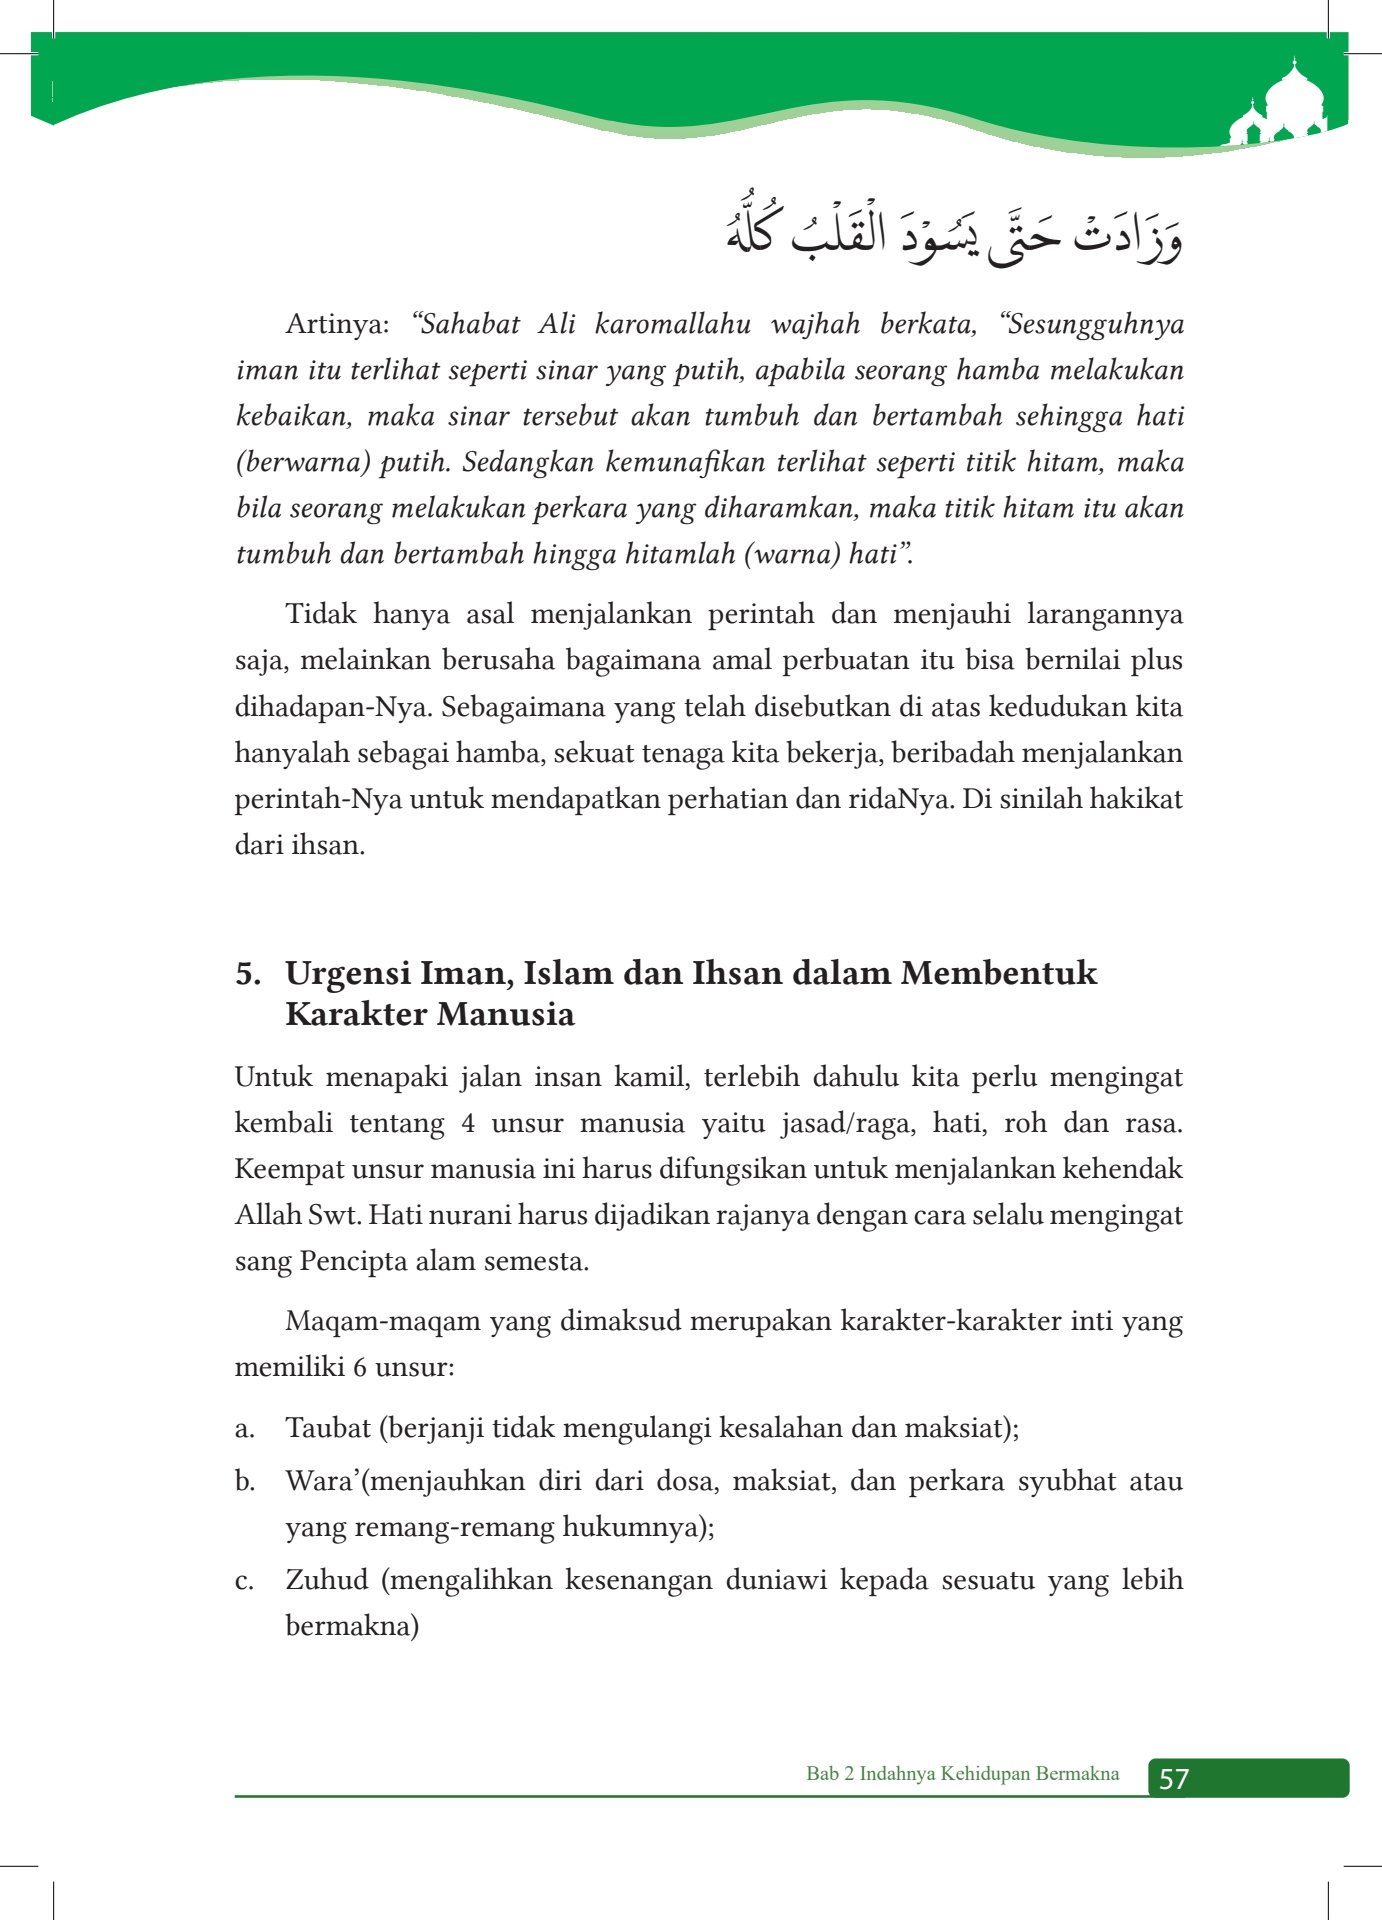 وَزَادَتْ حَتَّى يَسُوْدَ الْقَلْبُ كُلُّهُ
Artinya: “Sahabat Ali karomallahu wajhah berkata, “Sesungguhnya
iman itu terlihat seperti sinar yang putih, apabila seorang hamba melakukan
kebaikan, maka sinar tersebut akan tumbuh dan bertambah sehingga hati
(berwarna) putih. Sedangkan kemunafikan terlihat seperti titik hitam, maka
bila seorang melakukan perkara yang diharamkan, maka titik hitam itu akan
tumbuh dan bertambah hingga hitamlah (warna) hati”.
Tidak hanya asal menjalankan perintah dan menjauhi larangannya
saja, melainkan berusaha bagaimana amal perbuatan itu bisa bernilai plus
dihadapan-Nya. Sebagaimana yang telah disebutkan di atas kedudukan kita
hanyalah sebagai hamba, sekuat tenaga kita bekerja, beribadah menjalankan
perintah-Nya untuk mendapatkan perhatian dan ridaNya. Di sinilah hakikat
dari ihsan.
5. Urgensi Iman, Islam dan Ihsan dalam Membentuk
Karakter Manusia
Untuk menapaki jalan insan kamil, terlebih dahulu kita perlu mengingat
kembali tentang 4 unsur manusia yaitu jasad/raga, hati, roh dan rasa.
Keempat unsur manusia ini harus difungsikan untuk menjalankan kehendak
Allah Swt. Hati nurani harus dijadikan rajanya dengan cara selalu mengingat
sang Pencipta alam semesta.
Maqam-maqam yang dimaksud merupakan karakter-karakter inti yang
memiliki 6 unsur:
a. Taubat (berjanji tidak mengulangi kesalahan dan maksiat);
b. Wara’(menjauhkan diri dari dosa, maksiat, dan perkara syubhat atau
yang remang-remang hukumnya);
c. Zuhud (mengalihkan kesenangan duniawi kepada sesuatu yang lebih
bermakna)
Bab 2 Indahnya Kehidupan Bermakna 57